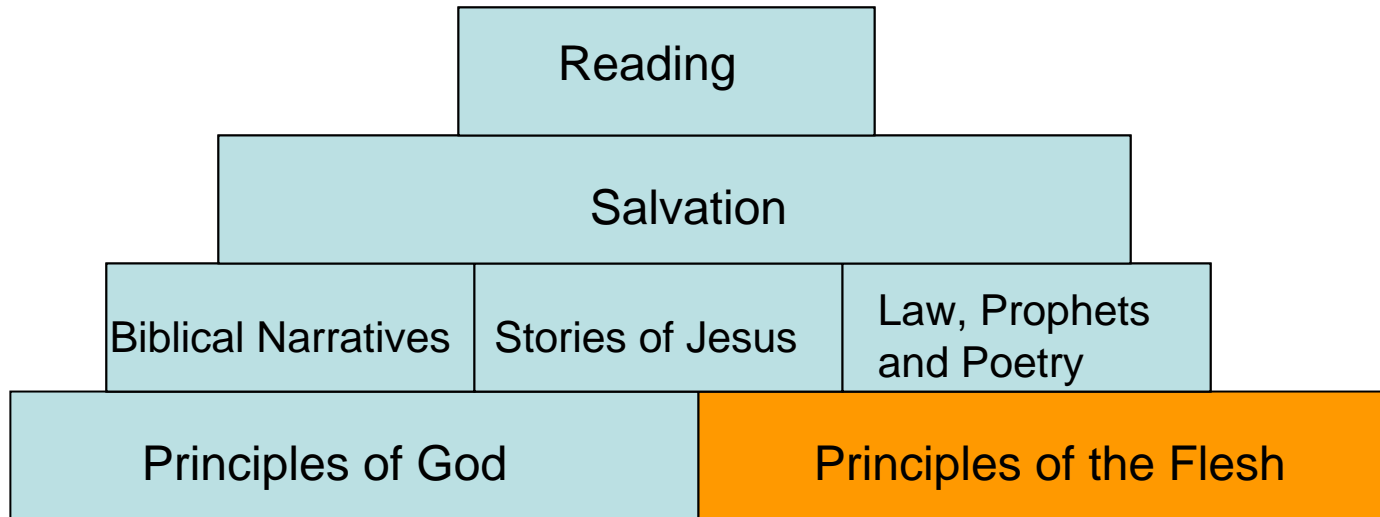 Reading
Salvation
Biblical Narratives
Stories of Jesus
Law, Prophets
and Poetry
Principles of God
Principles of the Flesh